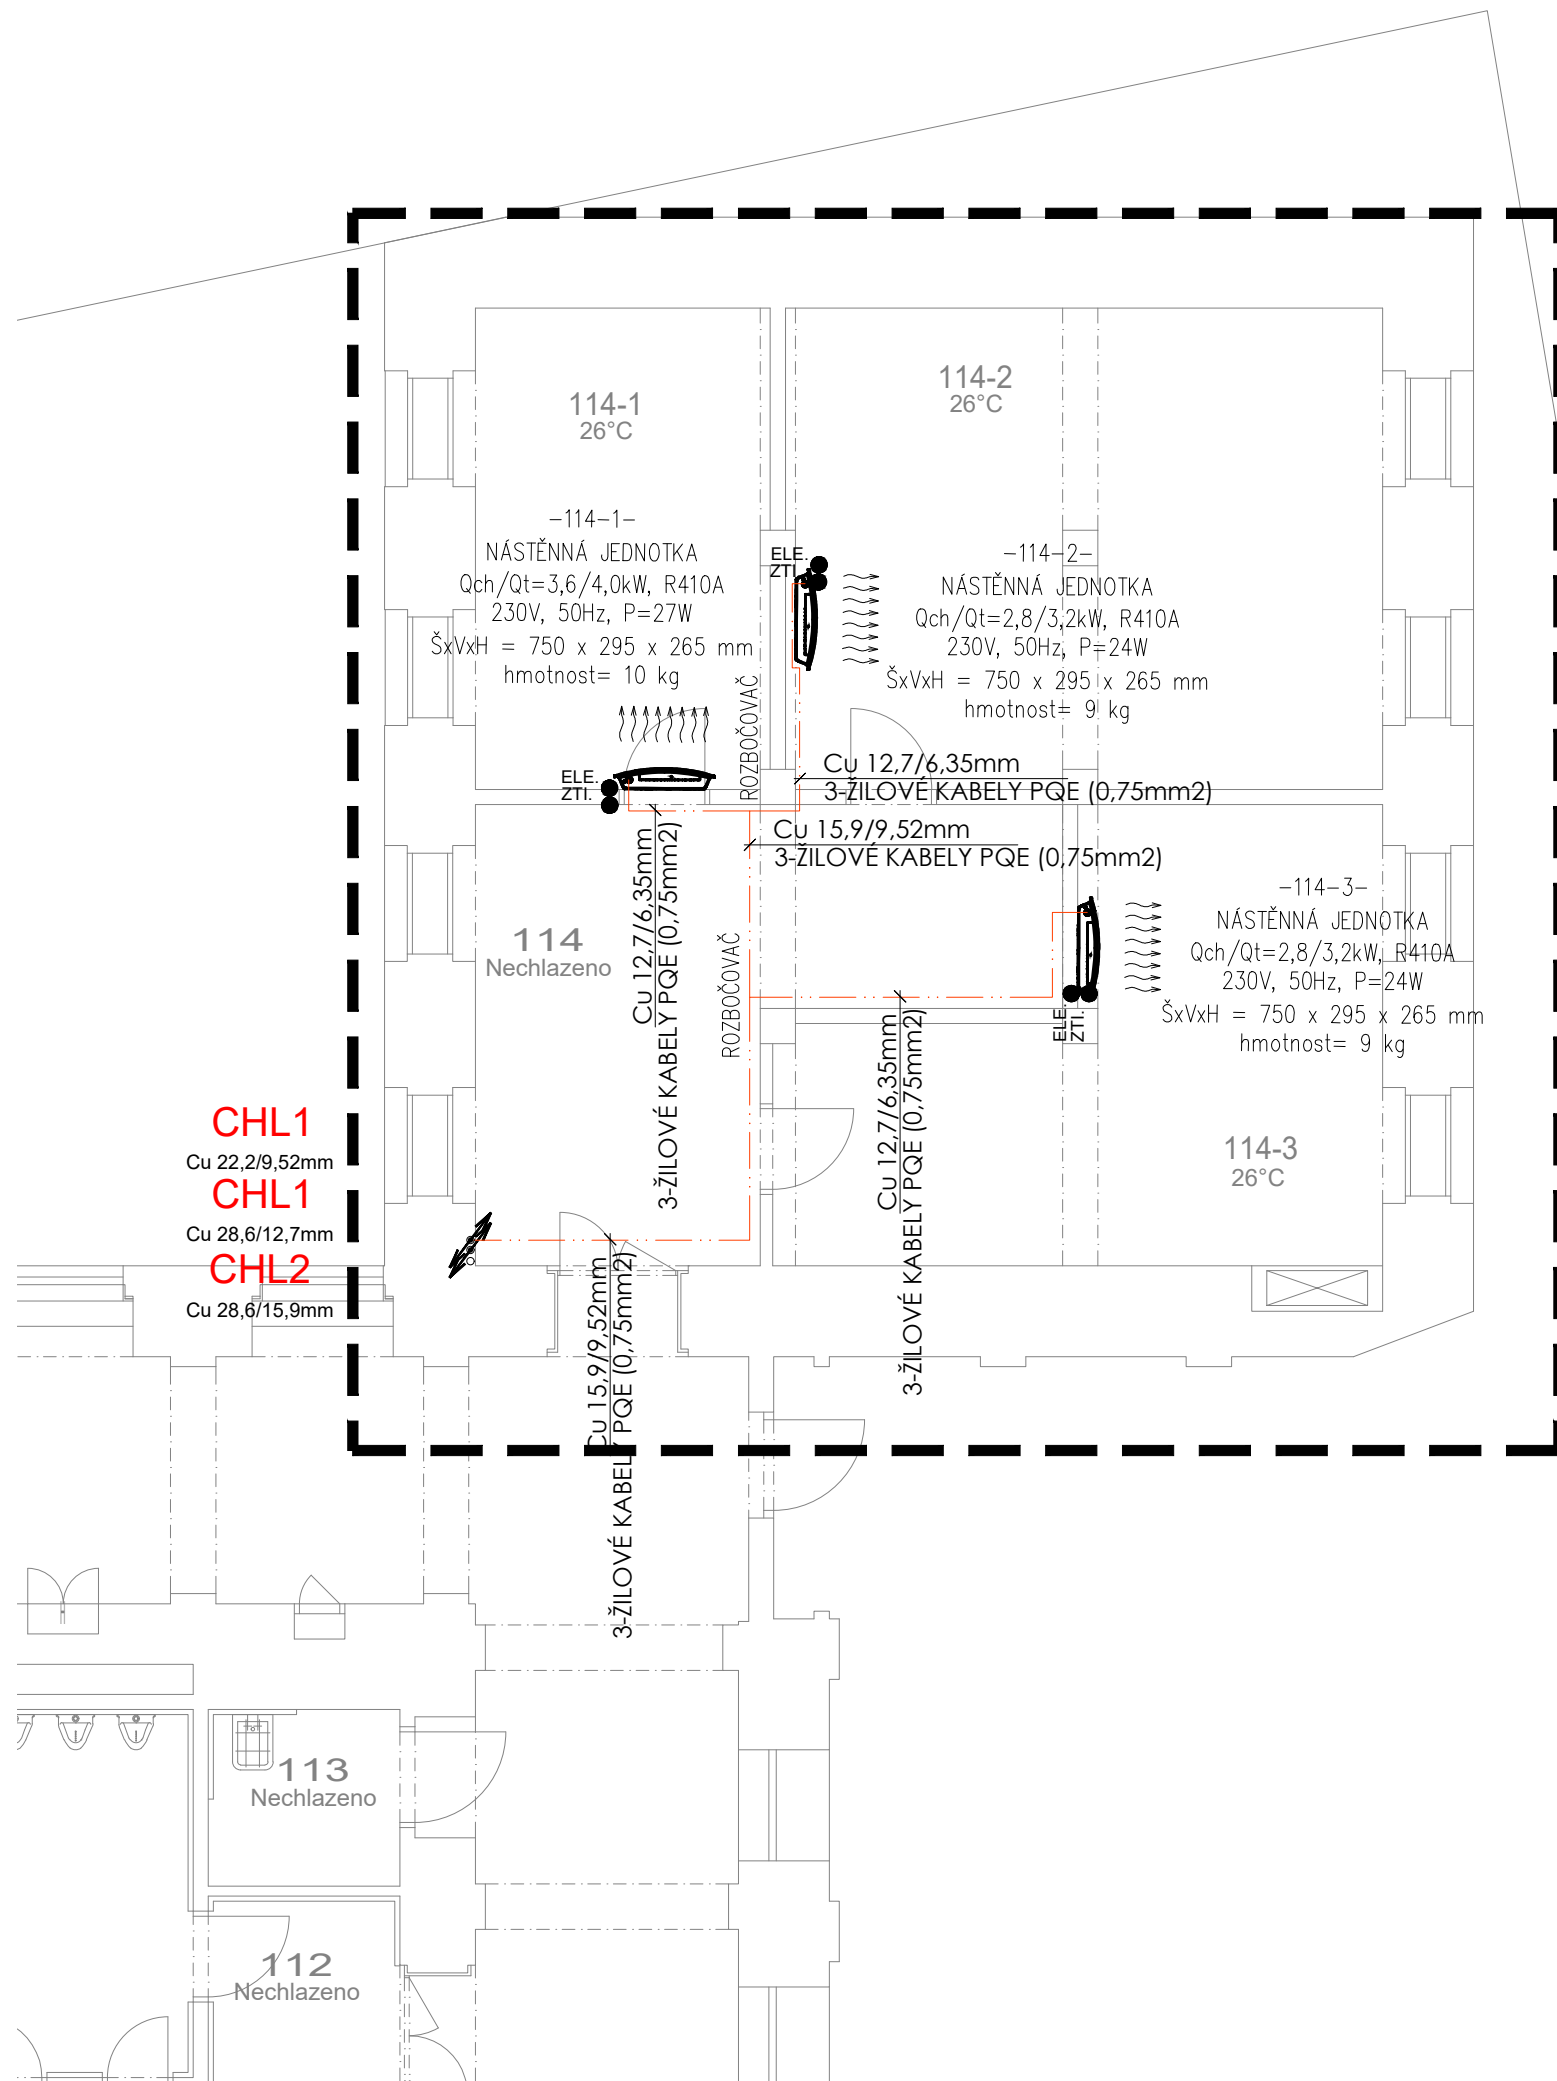 114-1
26°C
114-2
26°C
-114-1-
NÁSTĚNNÁ JEDNOTKA
Qch/Qt=3,6/4,0kW, R410A
230V, 50Hz, P=27W
ŠxVxH = 750 x 295 x 265 mm
hmotnost= 10 kg
ELE.
ZTI.
-114-2-
NÁSTĚNNÁ JEDNOTKA
Qch/Qt=2,8/3,2kW, R410A
230V, 50Hz, P=24W
ŠxVxH = 750 x 295 x 265 mm
hmotnost= 9 kg
ROZBOČOVAČ
ELE.
ZTI.
Cu 12,7/6,35mm
3-ŽILOVÉ KABELY PQE (0,75mm2)
Cu 15,9/9,52mm
3-ŽILOVÉ KABELY PQE (0,75mm2)
Cu 12,7/6,35mm
3-ŽILOVÉ KABELY PQE (0,75mm2)
114
Nechlazeno
ROZBOČOVAČ
-114-3-
NÁSTĚNNÁ JEDNOTKA
Qch/Qt=2,8/3,2kW, R410A
230V, 50Hz, P=24W
ŠxVxH = 750 x 295 x 265 mm
hmotnost= 9 kg
ELE.
ZTI.
Cu 12,7/6,35mm
3-ŽILOVÉ KABELY PQE (0,75mm2)
114-3
26°C
CHL1
Cu 22,2/9,52mm
CHL1
Cu 28,6/12,7mm
CHL2
Cu 28,6/15,9mm
Cu 15,9/9,52mm
3-ŽILOVÉ KABELY PQE (0,75mm2)
113
Nechlazeno
112
Nechlazeno